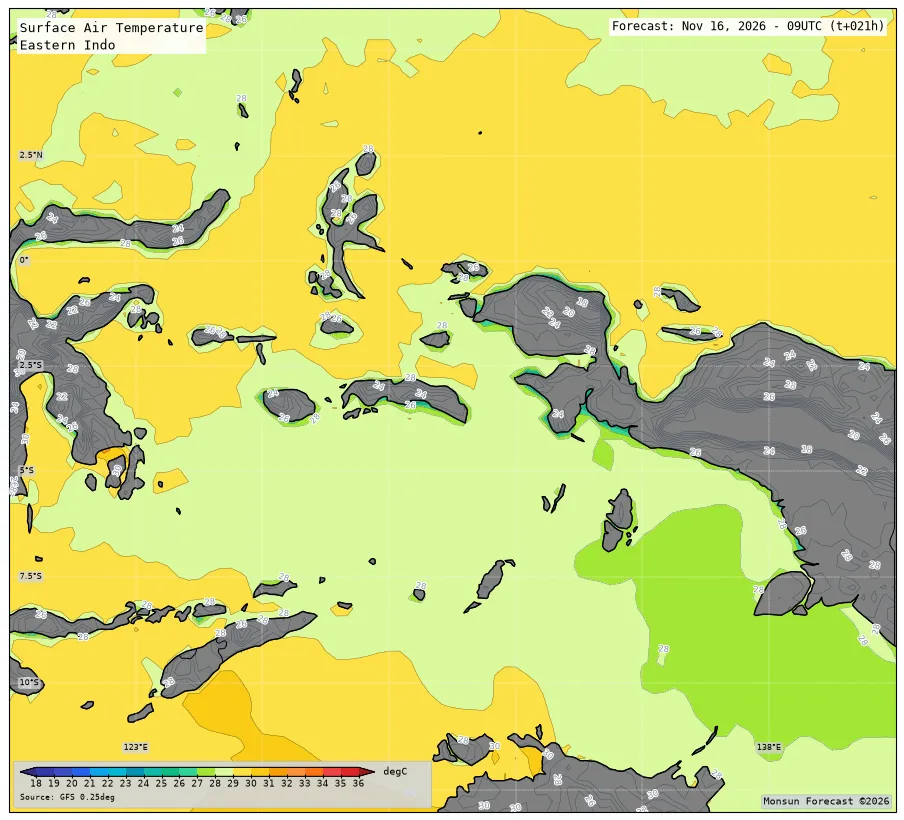 Surface Air Temperature
Eastern Indo
Forecast: Nov 16, 2026 - 09UTC (t+021h)
2.5°N
0°
2.5°S
5°S
7.5°S
10°S
123°E
138°E
degC
18 19 20 21 22 23 24 25 26 27 28 29 30 31 32 33 34 35 36
Source: GFS 0.25deg
Monsun Forecast ©2026